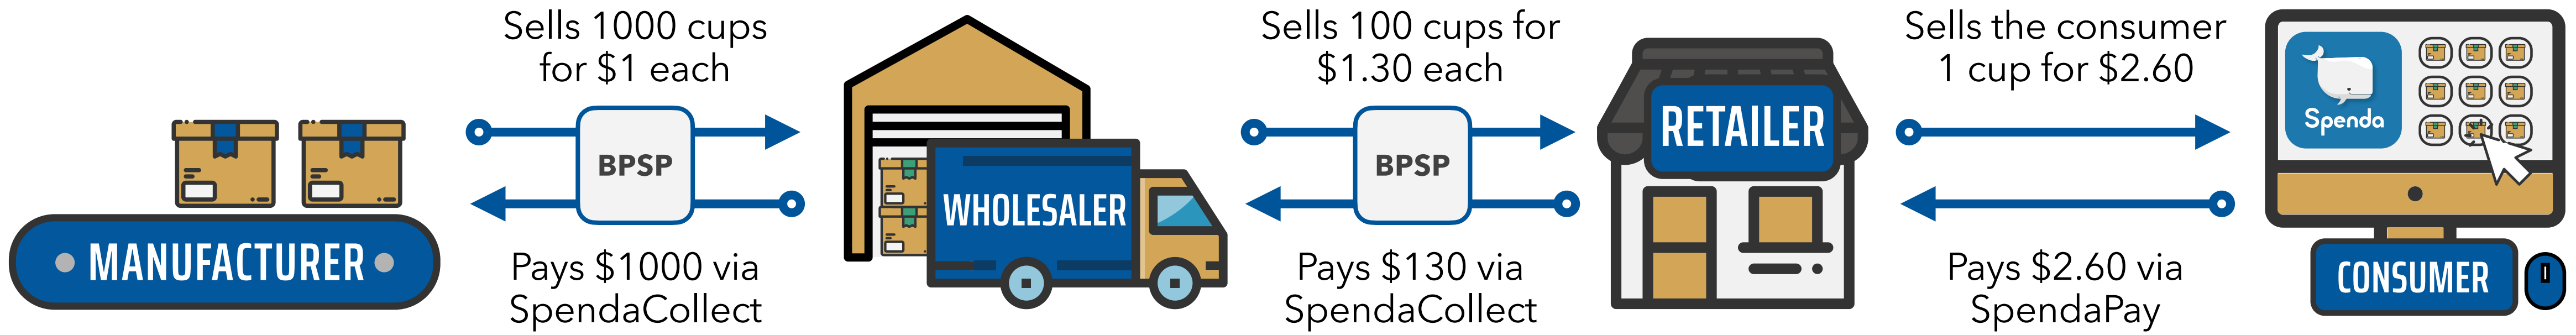 MANUFACTURER
Sells 1000 cups
for $1 each
BPSP
Pays $1000 via
SpendaCollect
WHOLESALER
Sells 100 cups for
$1.30 each
BPSP
Pays $130 via
SpendaCollect
RETAILER
Sells the consumer
1 cup for $2.60
Pays $2.60 via
SpendaPay
Spenda
CONSUMER